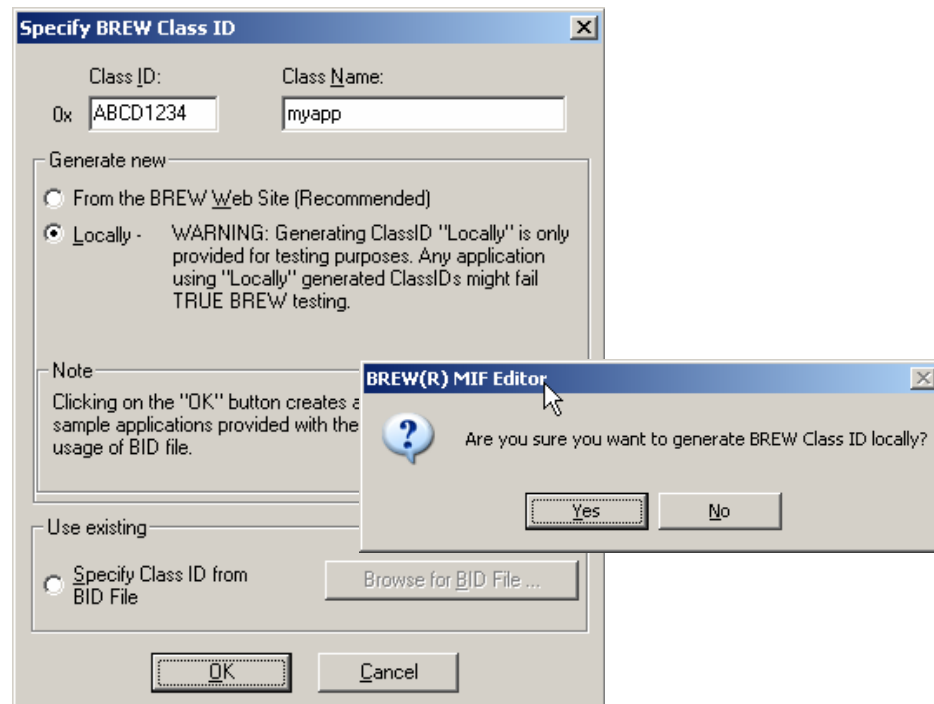 Specify BREW Class ID
Class ID:
Class Name:
0x ABCD1234
myapp
Generate new
From the BREW Web Site (Recommended)
Locally - WARNING: Generating ClassID "Locally" is only
provided for testing purposes. Any application
using "Locally" generated ClassIDs might fail
TRUE BREW testing.
Note
Clicking on the "OK" button creates a
sample applications provided with the
usage of BID file.
BREW(R) MIF Editor
Are you sure you want to generate BREW Class ID locally?
Yes
No
Use existing
Specify Class ID from
BID File
Browse for BID File ...
OK
Cancel